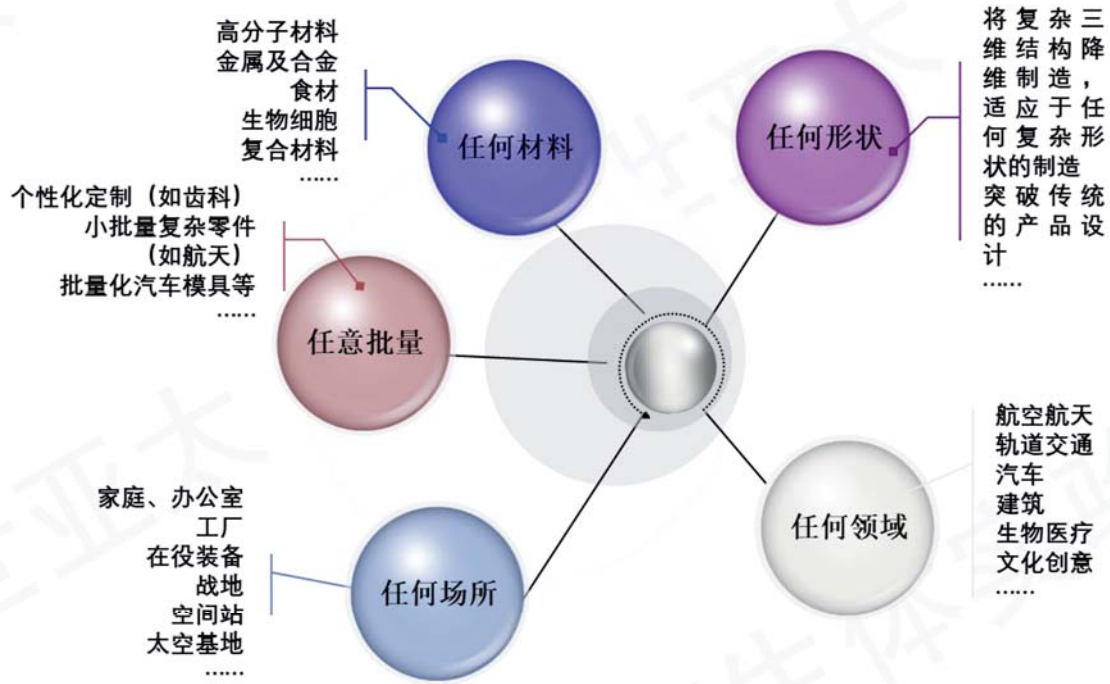 高分子材料
金属及合金
食材
生物细胞
复合材料
……
任何材料
将复杂三
维结构降
维制造，
适应于任
何复杂形
状的制造
突破传统
的产品设
计
……
任何形状
个性化定制（如齿科）
小批量复杂零件
（如航天）
批量化汽车模具等
……
任意批量
家庭、办公室
工厂
在役装备
战地
空间站
太空基地
……
任何场所
航空航天
轨道交通
汽车
建筑
生物医疗
文化创意
……
任何领域